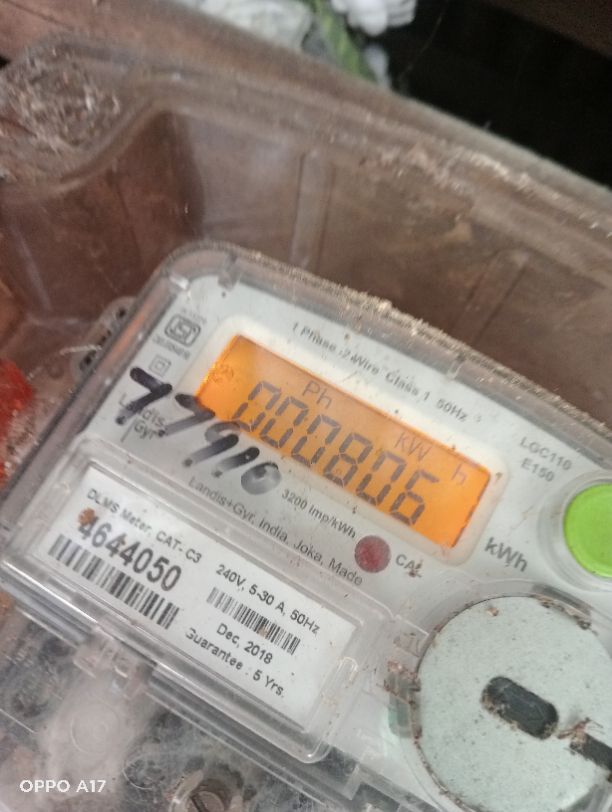 1 Phase 2 Wire Class 1 50Hz
LGC110
E150
Ph
kW h
000806
kWh
Landis+
Gyr
77910
3200 imp/kWh
Landis+Gyr, India, Joka, Made
CAL
DLMS Meter, CAT- C3
4644050
240V, 5-30 A, 50Hz
Dec, 2018
Guarantee : 5 Yrs.
OPPO A17